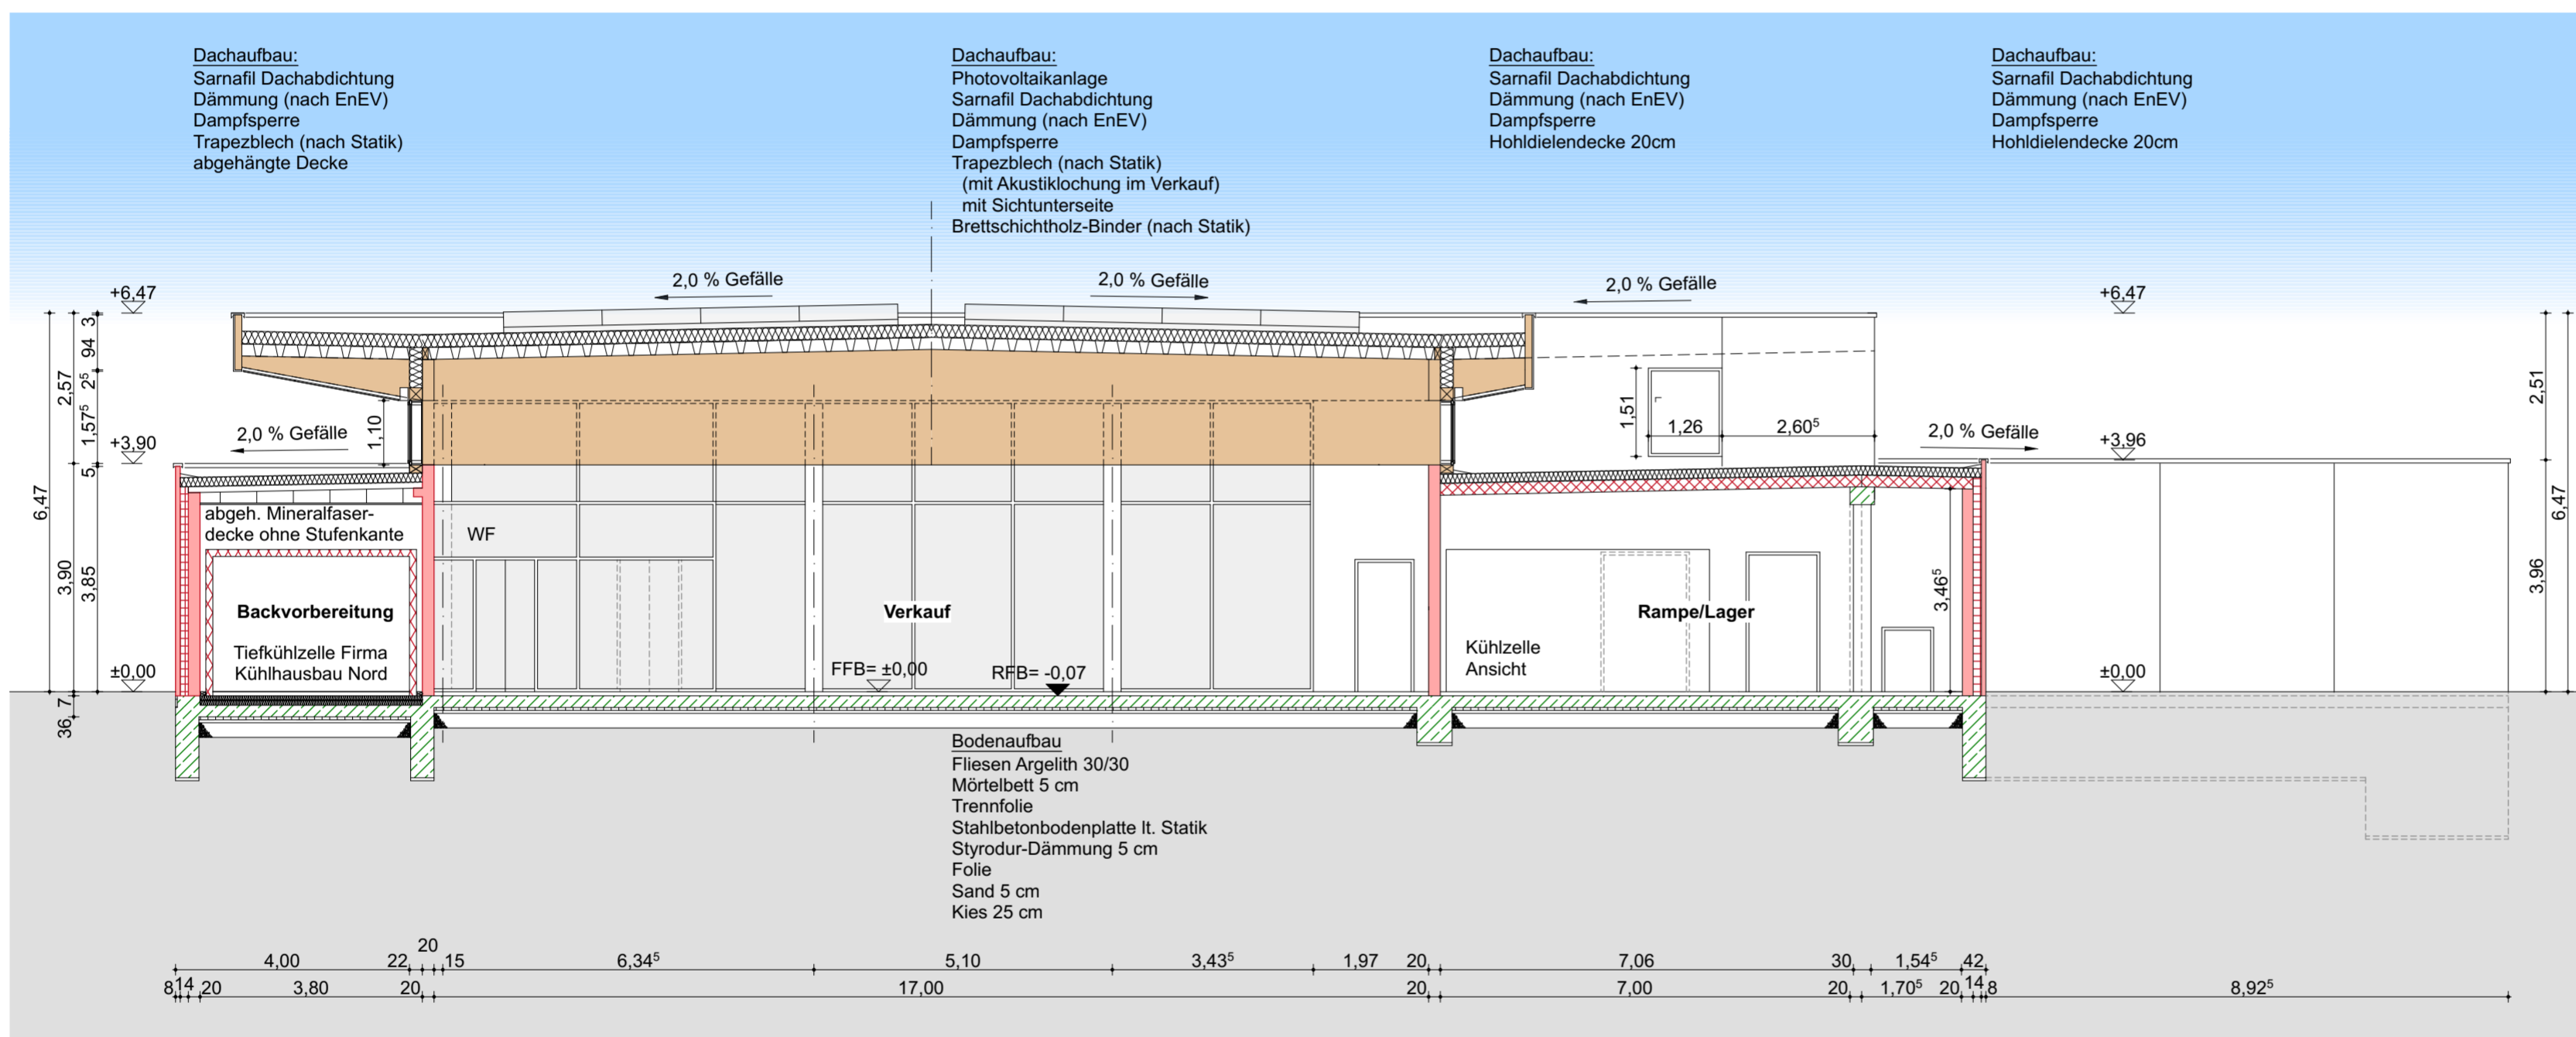 Dachaufbau:
Sarnafil Dachabdichtung
Dämmung (nach EnEV)
Dampfsperre
Trapezblech (nach Statik)
abgehängte Decke
Dachaufbau:
Photovoltaikanlage
Sarnafil Dachabdichtung
Dämmung (nach EnEV)
Dampfsperre
Trapezblech (nach Statik)
(mit Akustiklochung im Verkauf)
mit Sichtunterseite
Brettschichtholz-Binder (nach Statik)
Dachaufbau:
Sarnafil Dachabdichtung
Dämmung (nach EnEV)
Dampfsperre
Hohldielendecke 20cm
Dachaufbau:
Sarnafil Dachabdichtung
Dämmung (nach EnEV)
Dampfsperre
Hohldielendecke 20cm
2,0 % Gefälle
2,0 % Gefälle
2,0 % Gefälle
+6,47
+6,47
2,0 % Gefälle
2,0 % Gefälle
+3,90
+3,96
6,47
2,57
3,90
36
7
3
94
2⁵
1,57⁵
5
3,85
1,10
1,51
1,26
2,60⁵
2,51
3,96
6,47
3,46⁵
abgeh. Mineralfaser-
decke ohne Stufenkante
WF
Backvorbereitung
Tiefkühlzelle Firma
Kühlhausbau Nord
Verkauf
Rampe/Lager
Kühlzelle
Ansicht
±0,00
FFB= ±0,00
RFB= -0,07
±0,00
Bodenaufbau
Fliesen Argelith 30/30
Mörtelbett 5 cm
Trennfolie
Stahlbetonbodenplatte lt. Statik
Styrodur-Dämmung 5 cm
Folie
Sand 5 cm
Kies 25 cm
4,00 22 20 15 6,34⁵ 5,10 3,43⁵ 1,97 20 7,06 30 1,54⁵ 42
8 14 20 3,80 20 17,00 20 7,00 20 1,70⁵ 20 14 8 8,92⁵